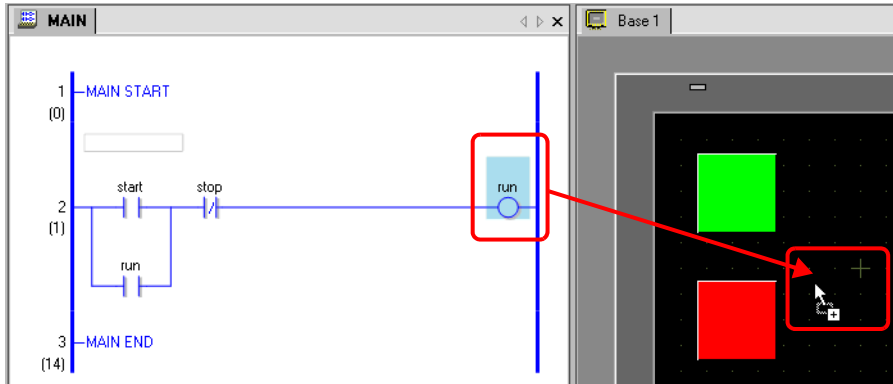 MAIN
Base 1
1 MAIN START
(0)
start stop run
2
(1)
run
3 MAIN END
(14)